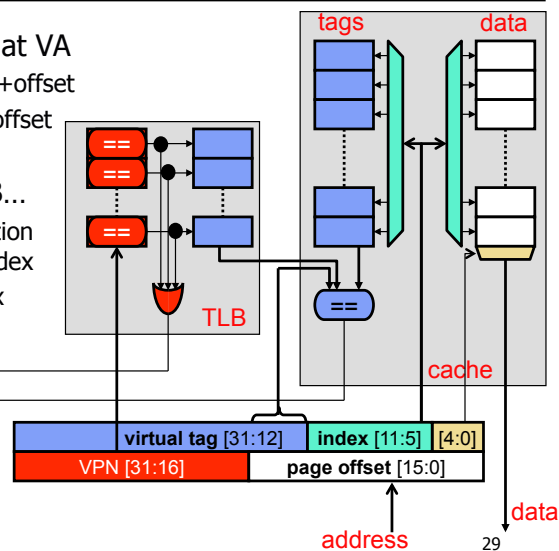 tags data
at VA
+offset
offset
==
==
B...
tion
==
dex
x
TLB
==
cache
virtual tag [31:12] index [11:5] [4:0]
VPN [31:16] page offset [15:0]
data
address
29